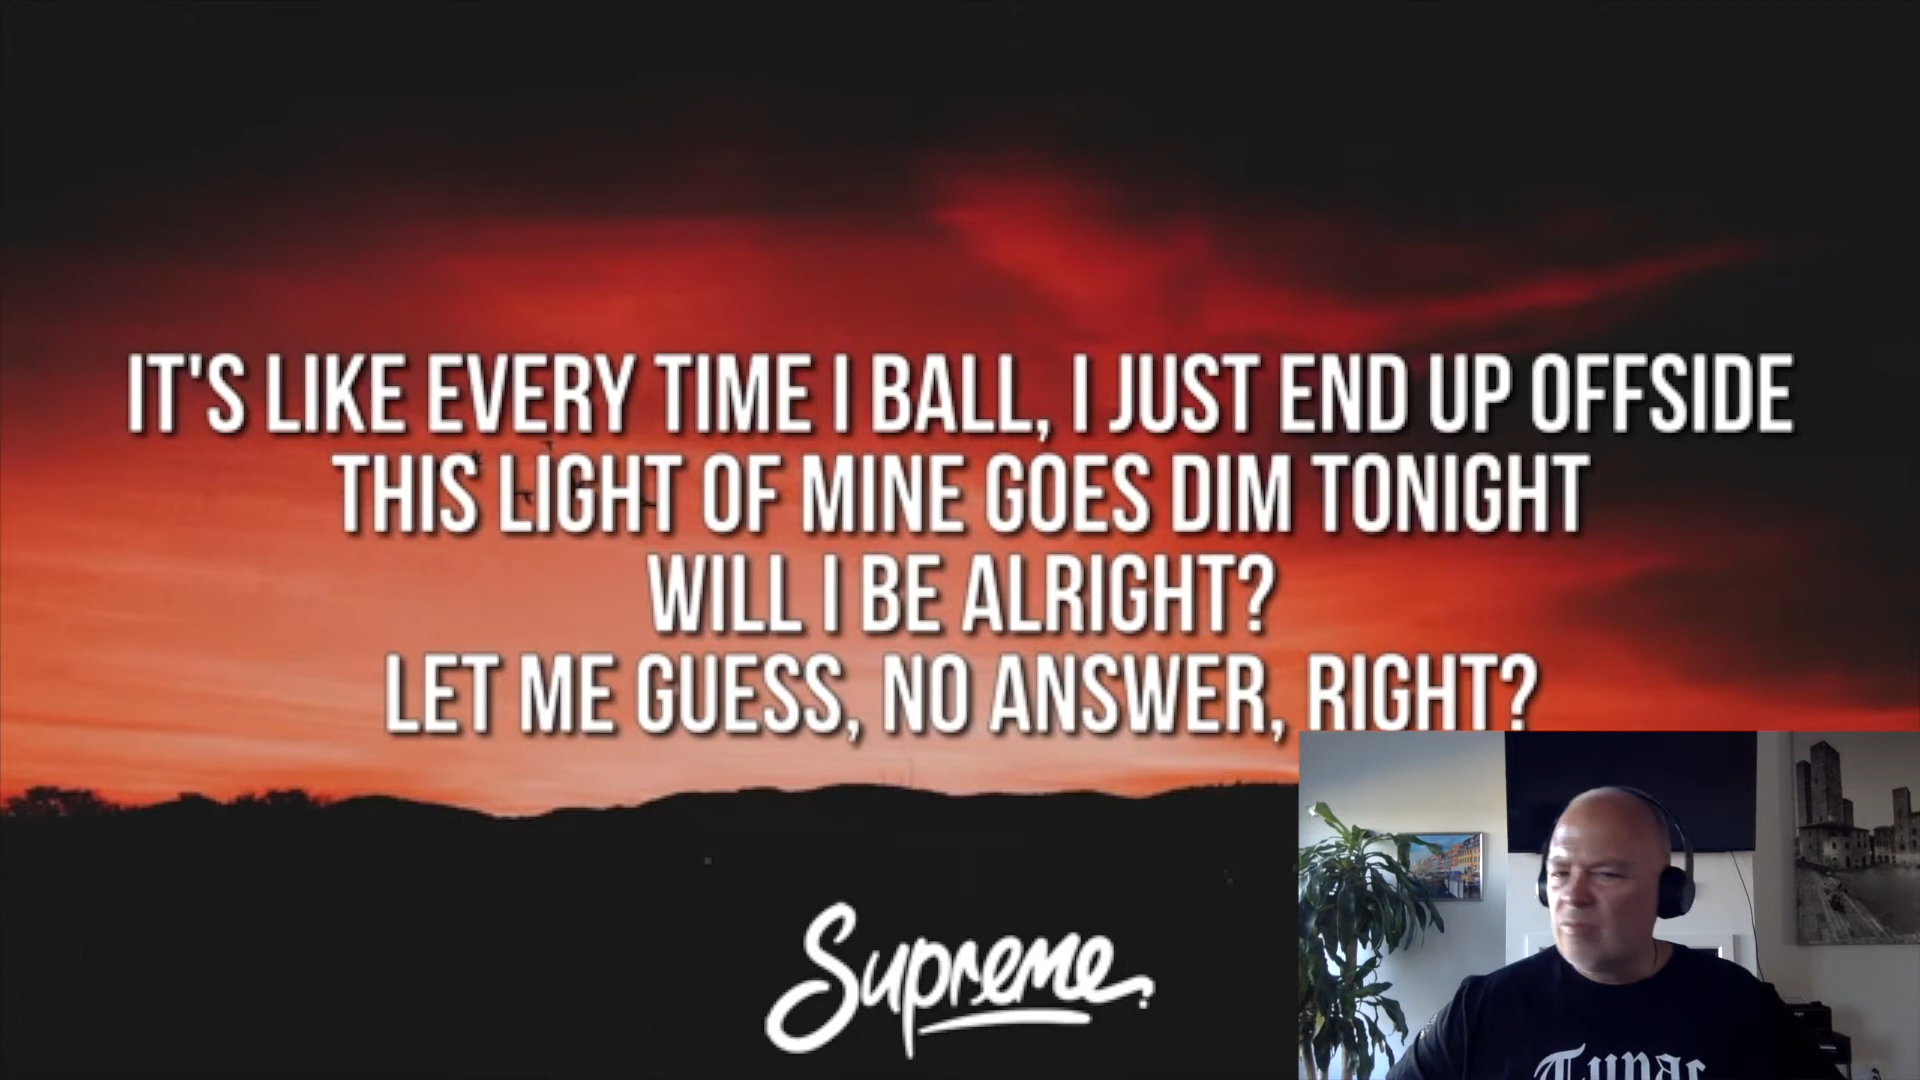 IT'S LIKE EVERY TIME I BALL, I JUST END UP OFFSIDE
THIS LIGHT OF MINE GOES DIM TONIGHT
WILL I BE ALRIGHT?
LET ME GUESS, NO ANSWER, RIGHT?
Supreme
Tupac